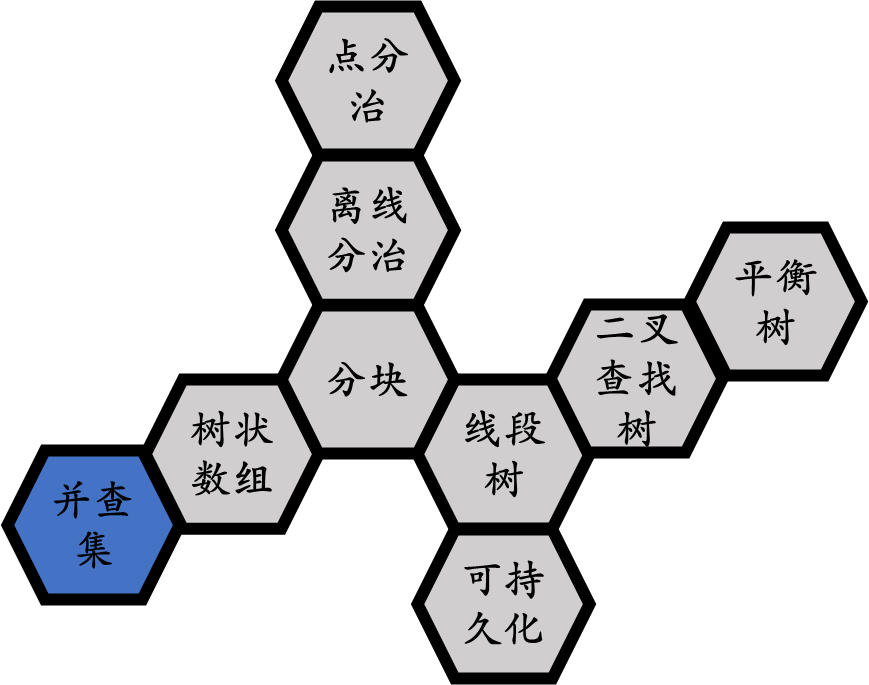 点分
治
离线
分治
平衡
树
二叉
查找
树
分块
树状
数组
线段
树
并查
集
可持
久化